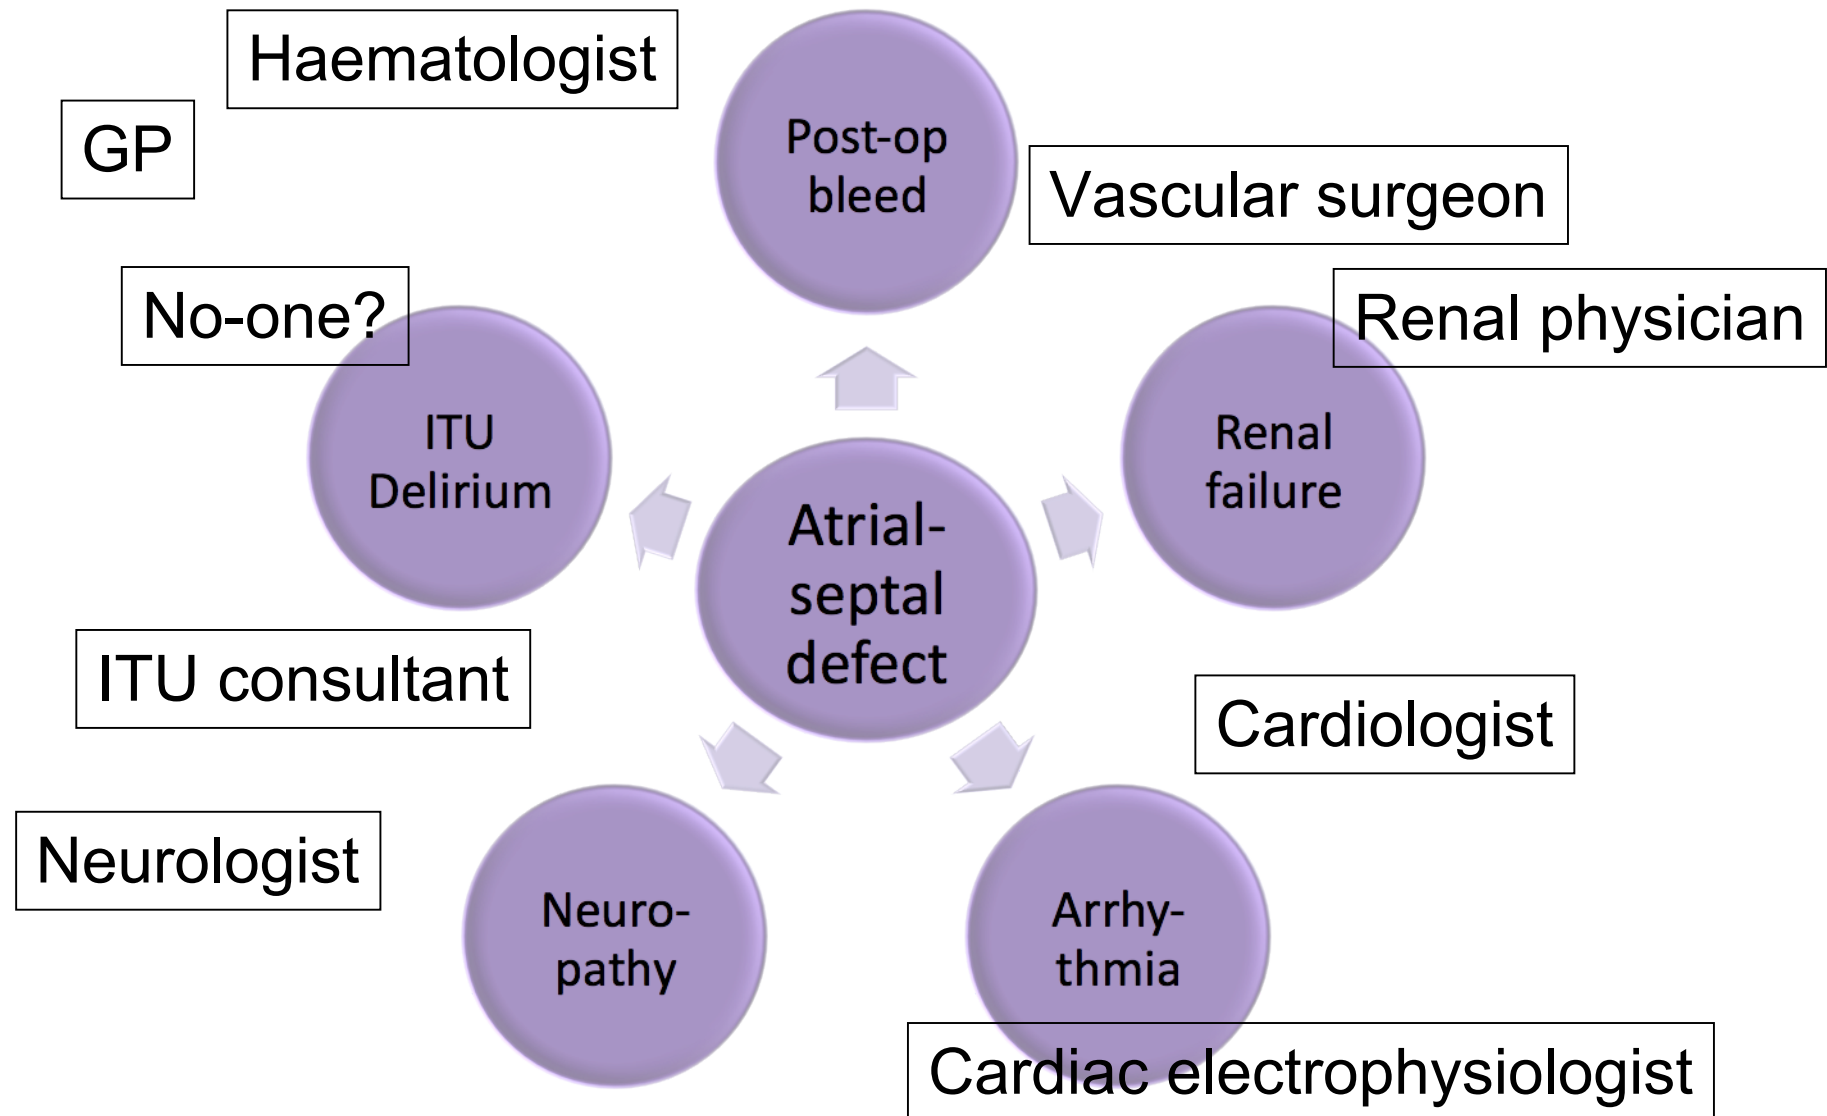 Haematologist
GP
Post-op
bleed
Vascular surgeon
No-one?
Renal physician
ITU
Delirium
Renal
failure
Atrial-
septal
defect
ITU consultant
Cardiologist
Neurologist
Neuro-
pathy
Arrhy-
thmia
Cardiac electrophysiologist